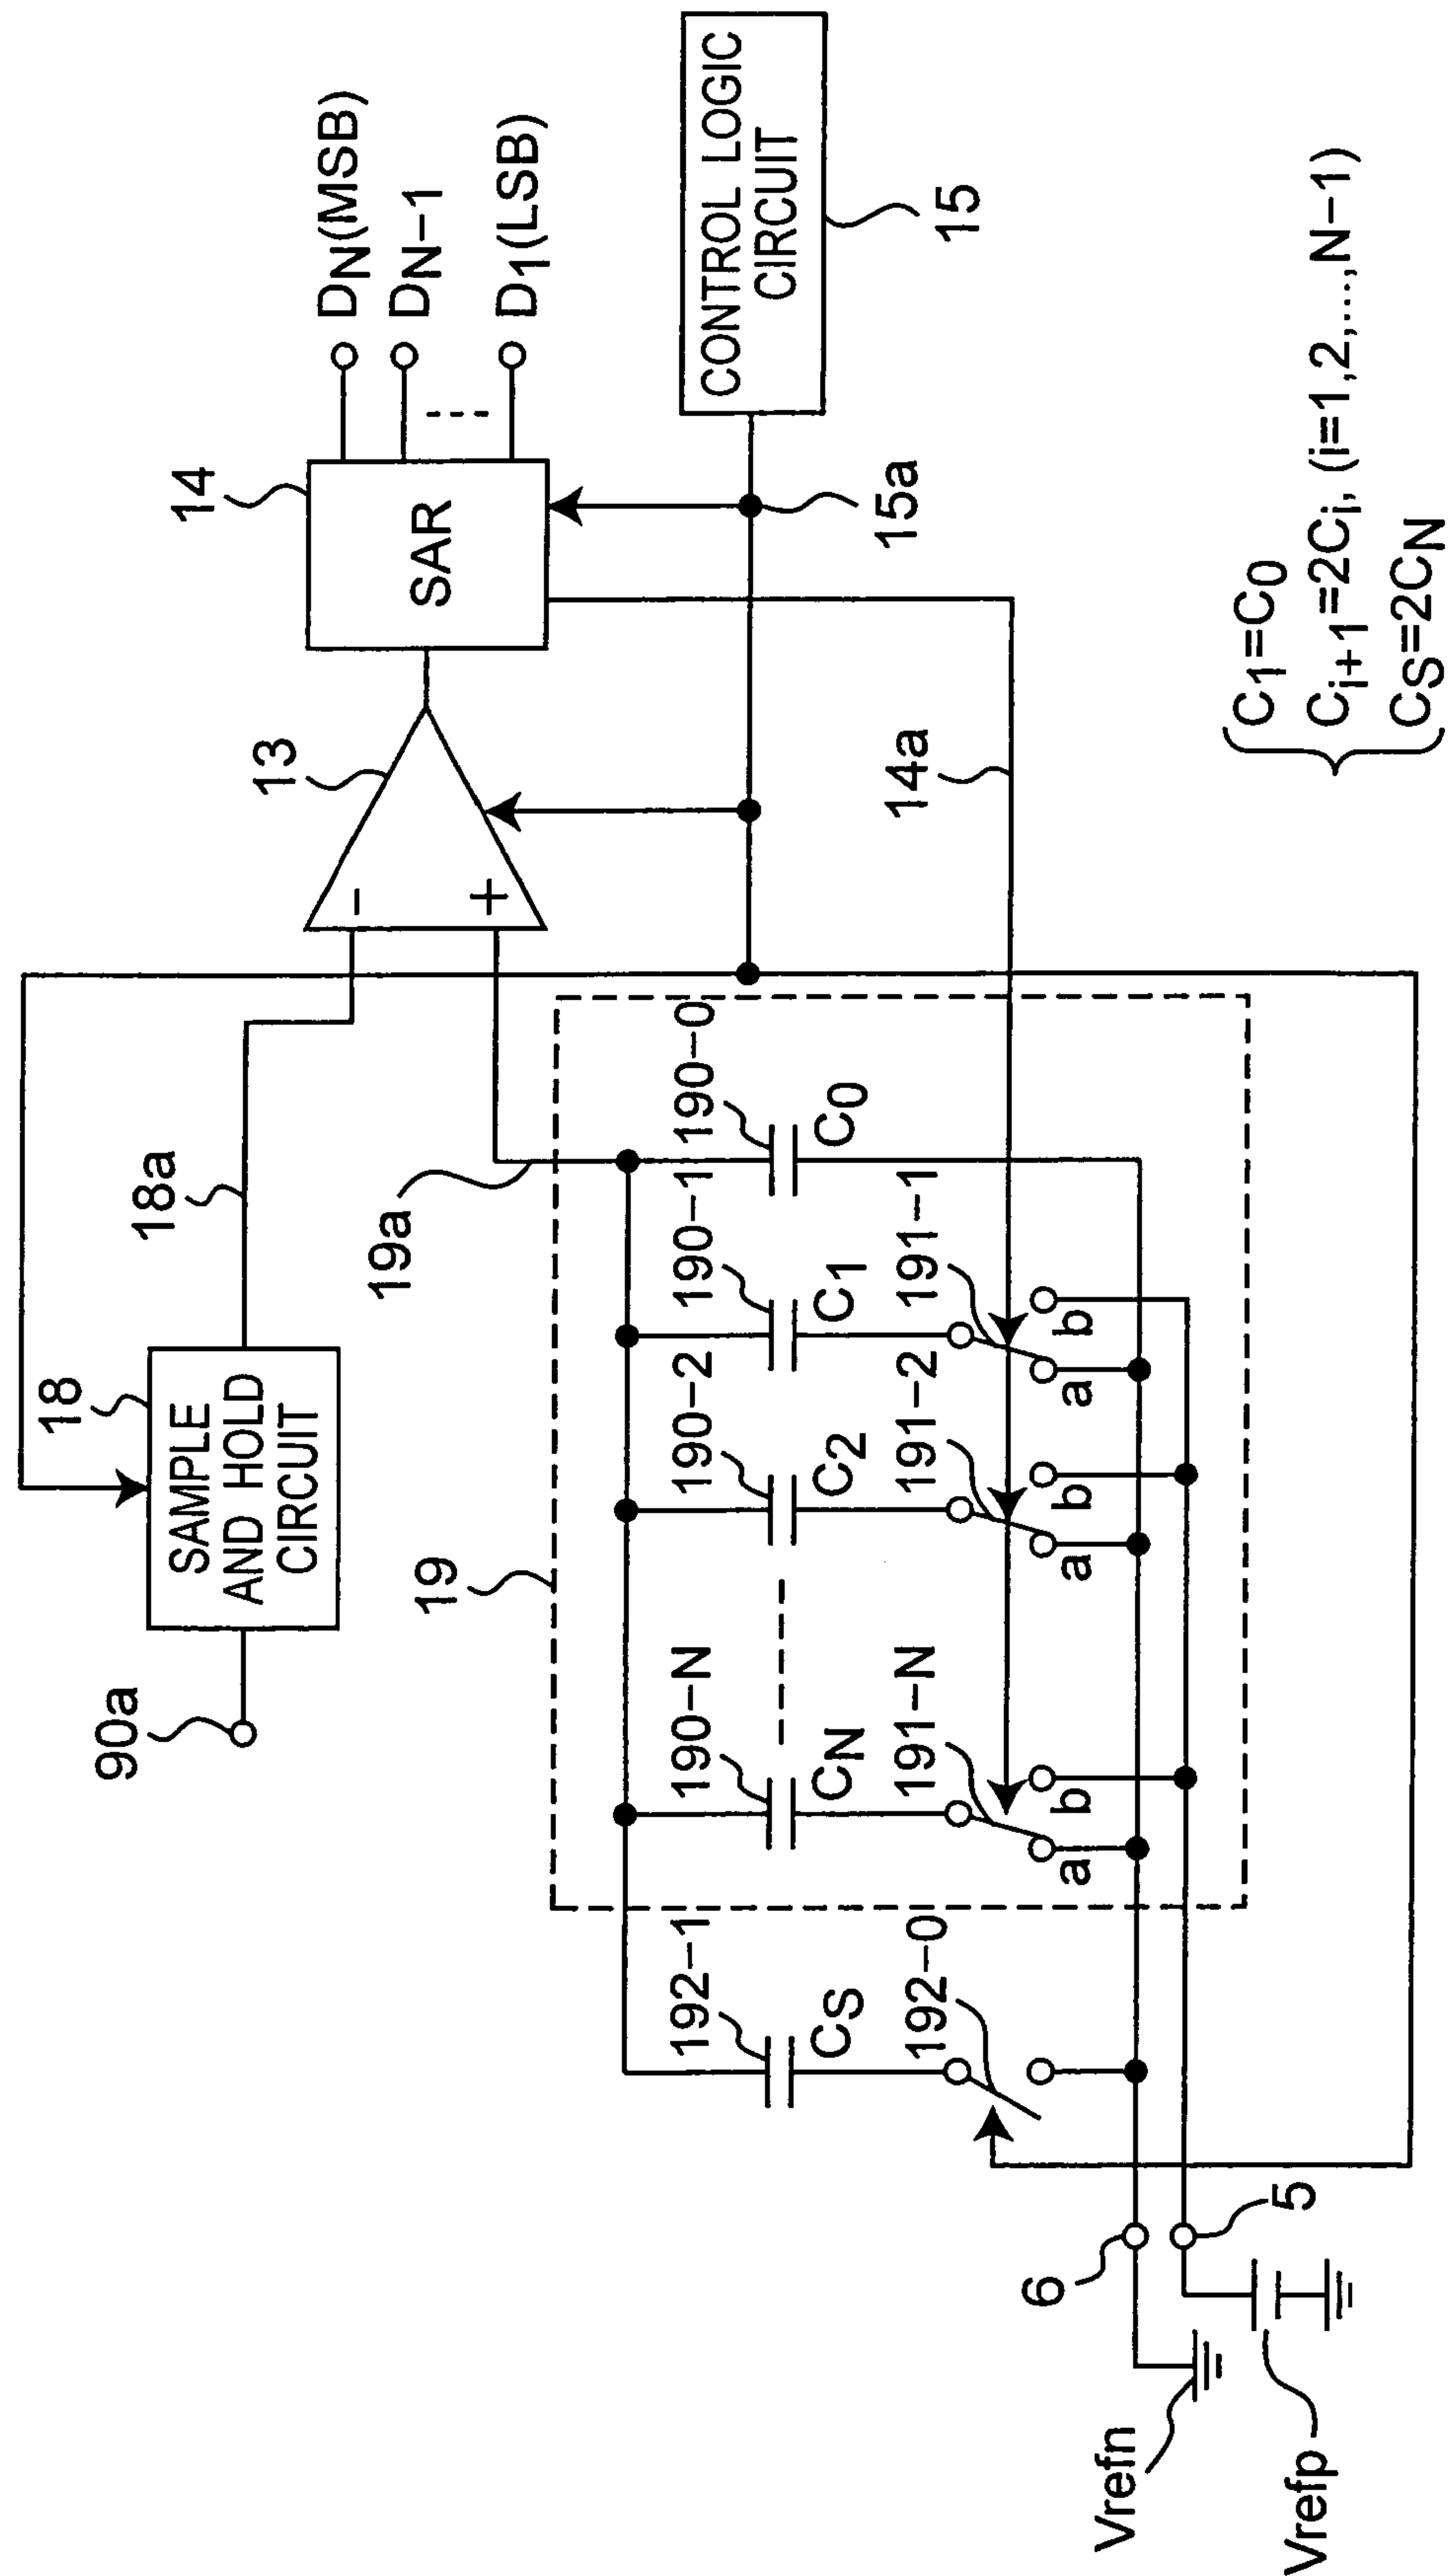 90a
18
SAMPLE
AND HOLD
CIRCUIT
18a
13
−
+
14
SAR
DN(MSB)
DN−1
D1(LSB)
CONTROL LOGIC
CIRCUIT
15
15a
14a
19a
19
192−1
CS
192−0
190−N
CN
191−N
a
b
190−2
C2
191−2
a
b
190−1
C1
191−1
a
b
190−0
C0
6
5
Vrefn
Vrefp
C1=C0
Ci+1=2Ci, (i=1,2,...,N−1)
CS=2CN